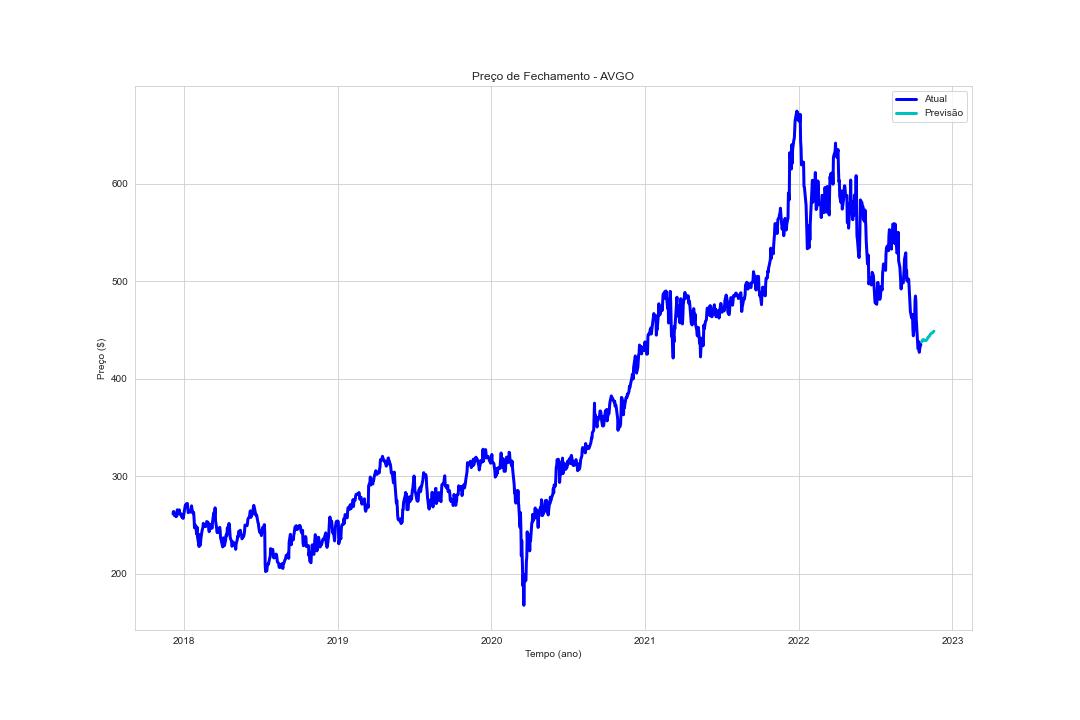 Preço de Fechamento - AVGO
Atual
Previsão
Preço ($)
600
500
400
300
200
2018 2019 2020 2021 2022 2023
Tempo (ano)